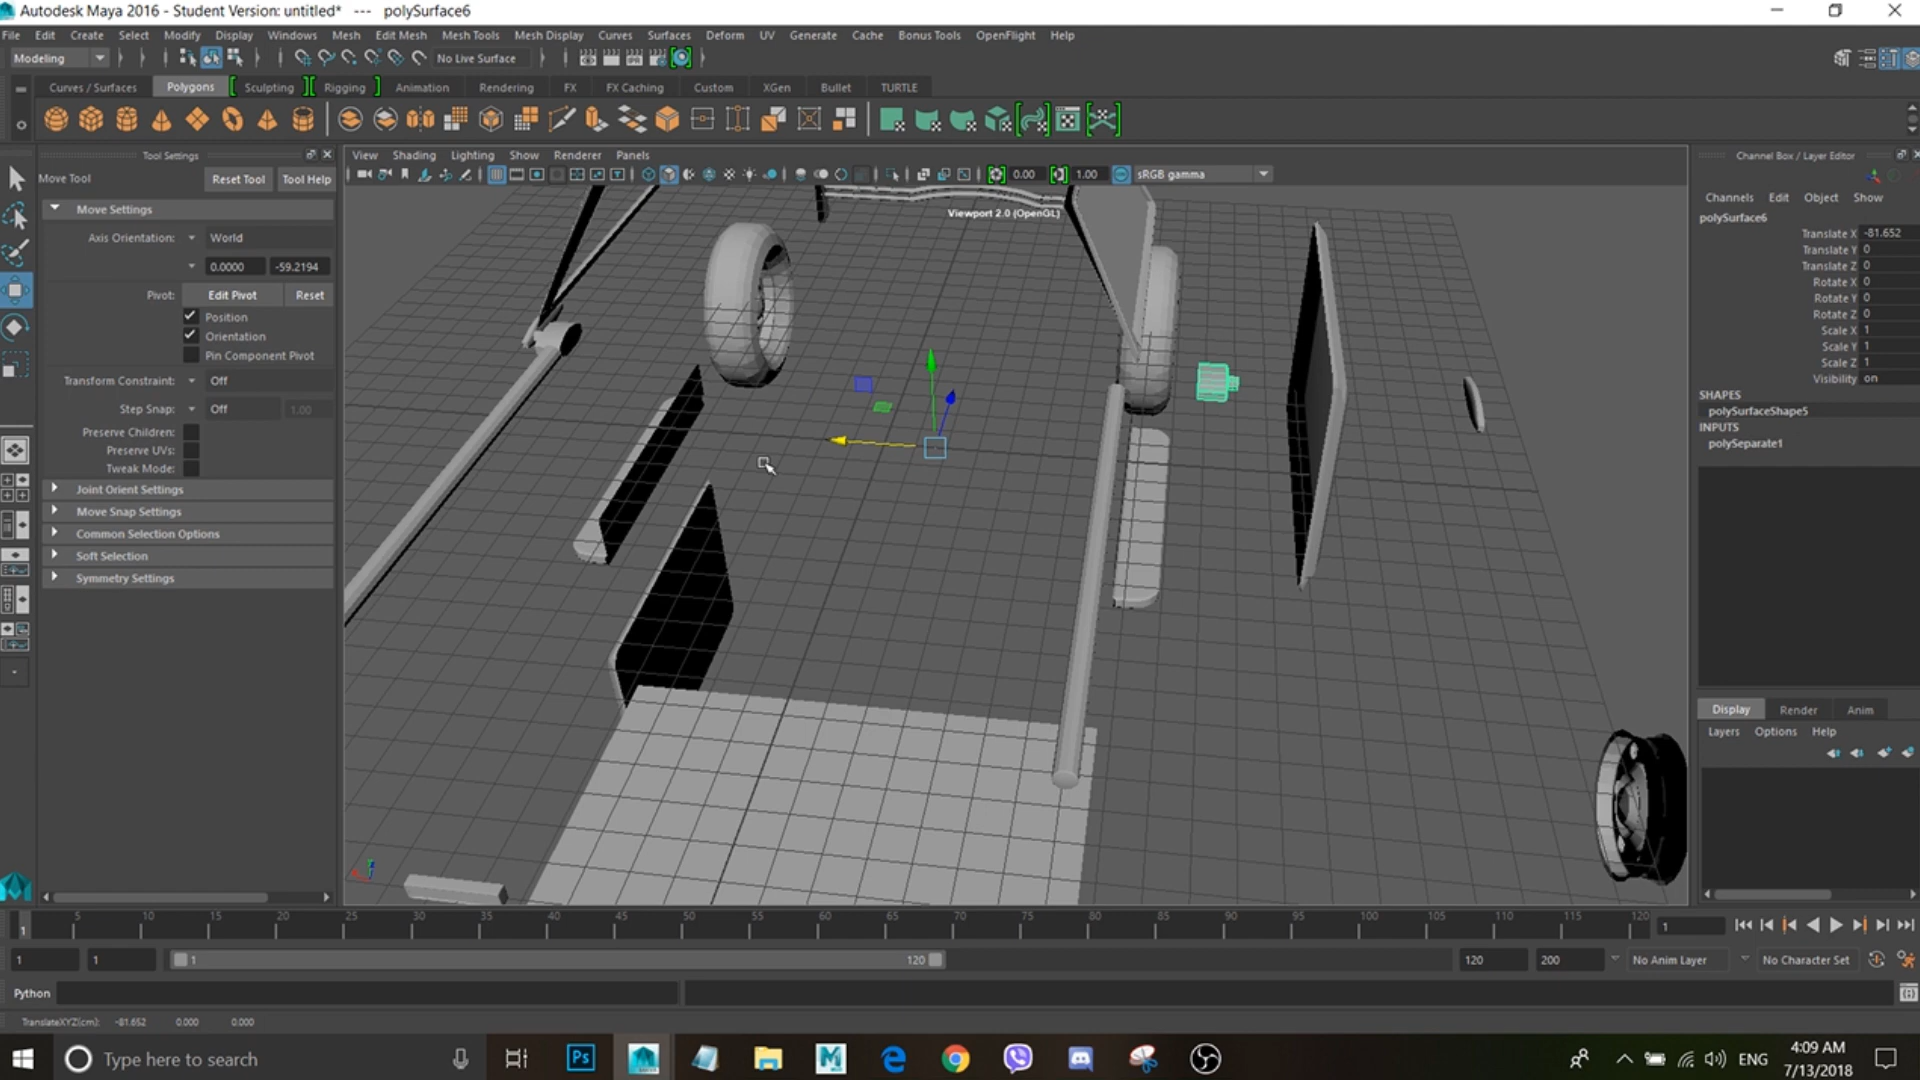 Autodesk Maya 2016 - Student Version: untitled*   ---   polySurface6
File Edit Create Select Modify Display Windows Mesh Edit Mesh Mesh Tools Mesh Display Curves Surfaces Deform UV Generate Cache Bonus Tools OpenFlight Help
Modeling No Live Surface
Curves / Surfaces Polygons Sculpting Rigging Animation Rendering FX FX Caching Custom XGen Bullet TURTLE
Tool Settings
Move Tool Reset Tool Tool Help
Move Settings
Axis Orientation: World
0.0000 -59.2194
Pivot: Edit Pivot Reset
Position
Orientation
Pin Component Pivot
Transform Constraint: Off
Step Snap: Off 1.00
Preserve Children:
Preserve UVs:
Tweak Mode:
Joint Orient Settings
Move Snap Settings
Common Selection Options
Soft Selection
Symmetry Settings
View Shading Lighting Show Renderer Panels
0.00 1.00 sRGB gamma
Viewport 2.0 (OpenGL)
Channel Box / Layer Editor
Channels Edit Object Show
polySurface6
Translate X -81.652
Translate Y 0
Translate Z 0
Rotate X 0
Rotate Y 0
Rotate Z 0
Scale X 1
Scale Y 1
Scale Z 1
Visibility on
SHAPES
polySurfaceShape5
INPUTS
polySeparate1
Display Render Anim
Layers Options Help
1 5 10 15 20 25 30 35 40 45 50 55 60 65 70 75 80 85 90 95 100 105 110 115 120 1
1 1 1 120 120 200 No Anim Layer No Character Set
Python
TranslateXYZ(cm): -81.652 0.000 0.000
Type here to search
Ps
ENG
4:09 AM
7/13/2018